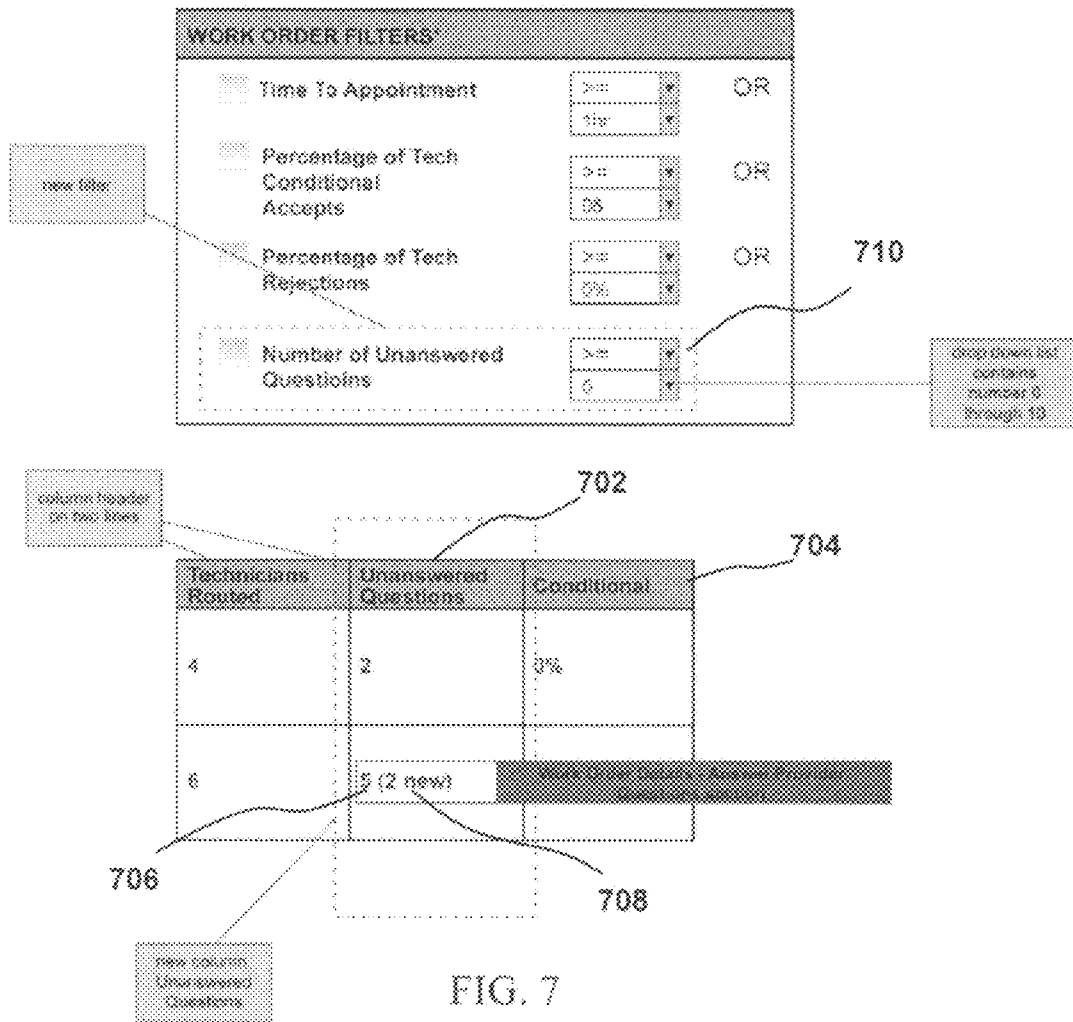 WORK ORDER FILTERS*
Time To Appointment
>=
OR
1hr
Percentage of Tech
Conditional
Accepts
>=
OR
new filter
Percentage of Tech
Rejections
>=
OR
0%
710
Number of Unanswered
Questioins
>=
0
drop down list
contains
number 0
through 10
column header
on two lines
702
704
Technicians
Routed
Unanswered
Questions
Conditional
4
2
0%
6
5 (2 new)
706
708
new column
Unanswered
Questions
FIG. 7